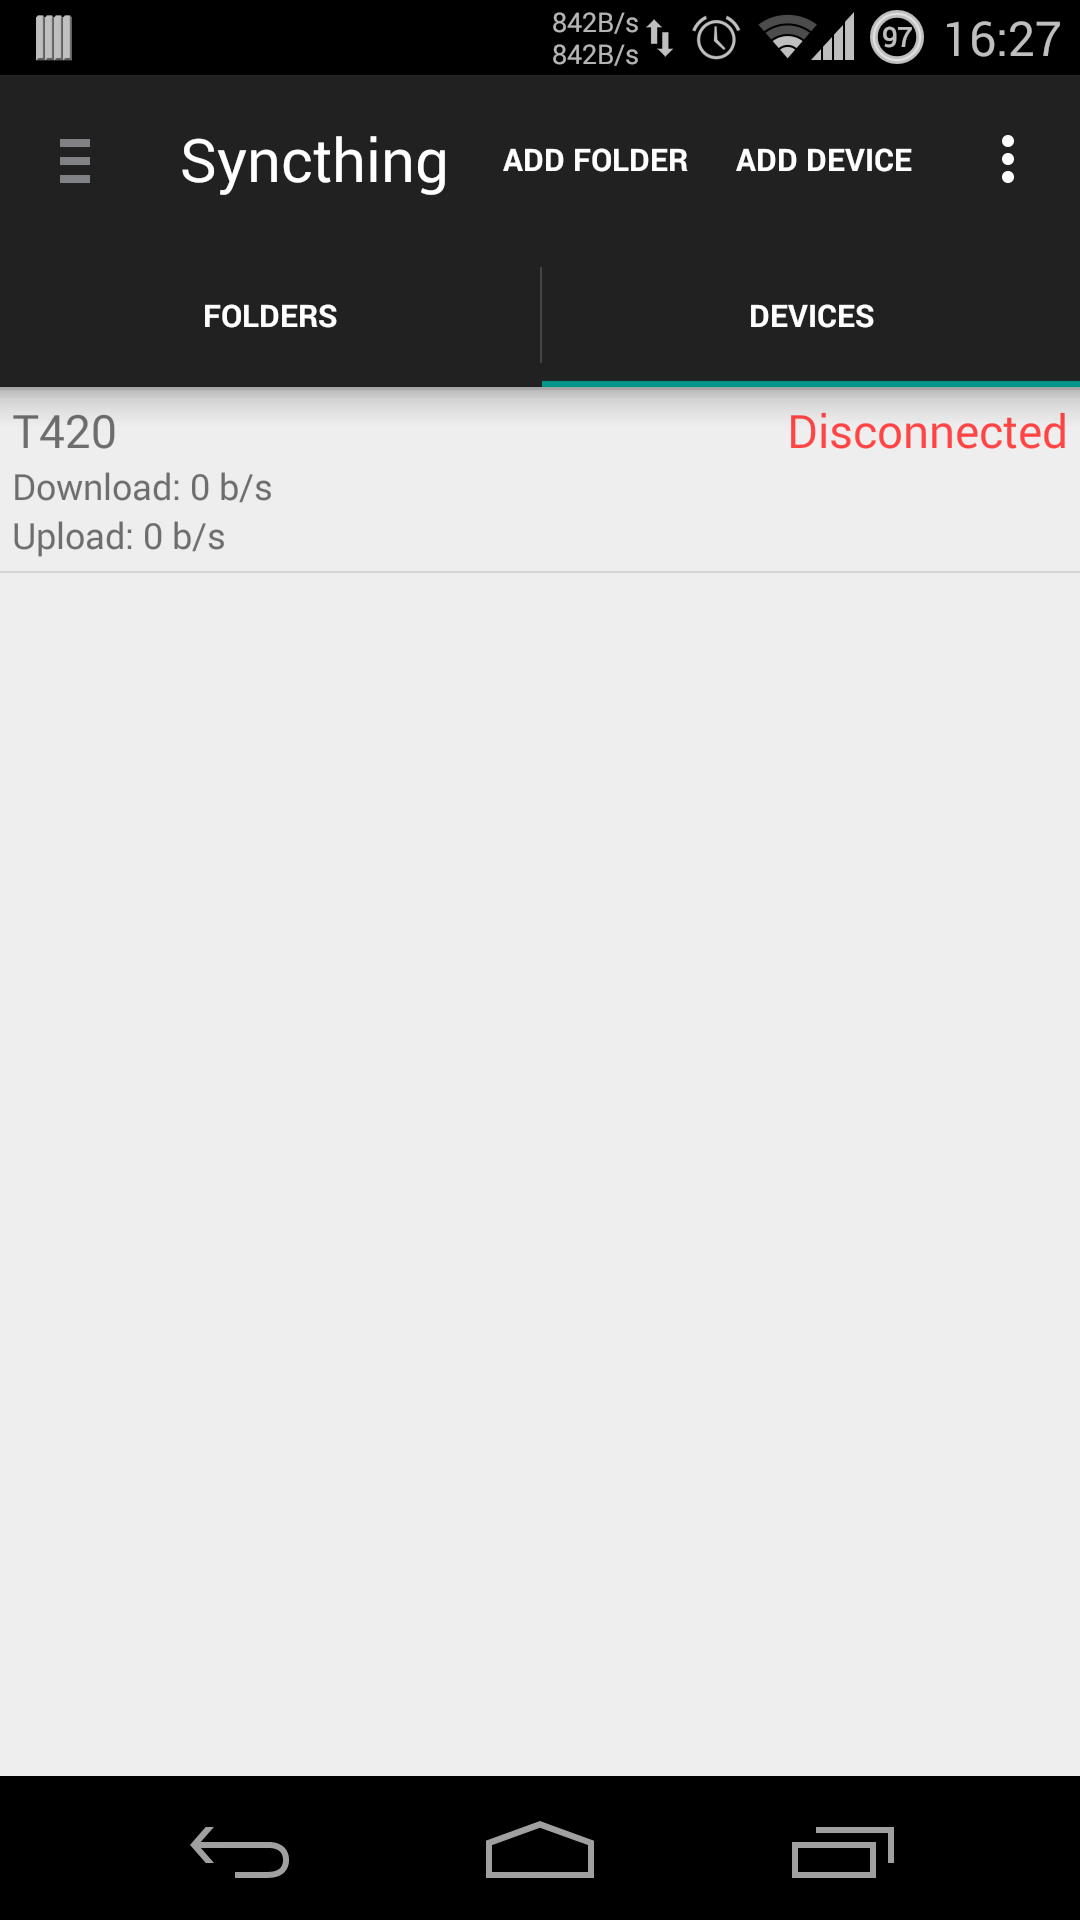 842B/s
842B/s
97
16:27
Syncthing
ADD FOLDER
ADD DEVICE
FOLDERS
DEVICES
T420
Disconnected
Download: 0 b/s
Upload: 0 b/s